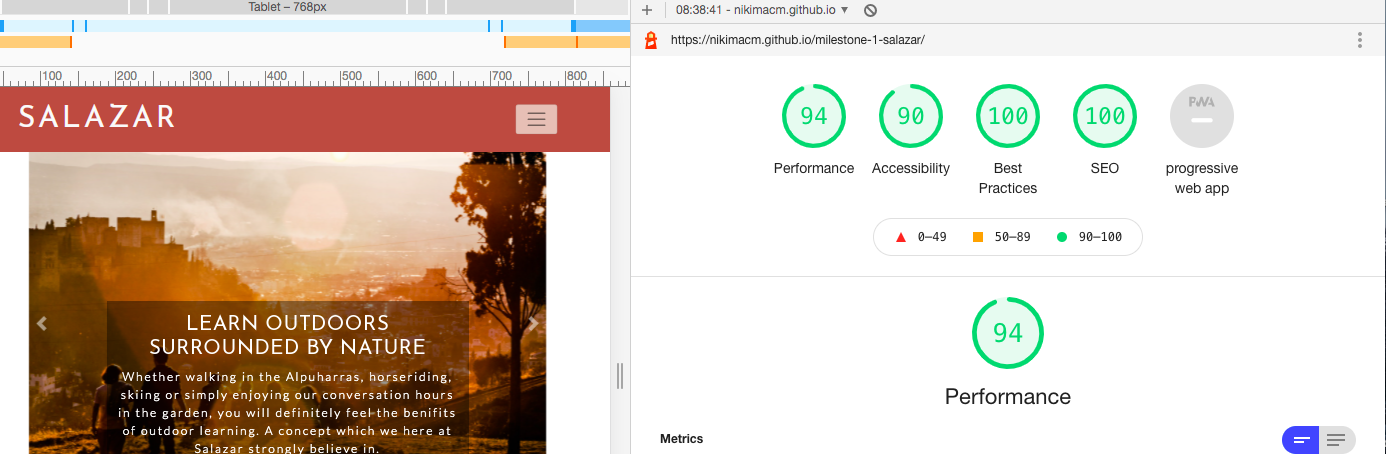 Tablet – 768px
100 200 300 400 500 600 700 800
SALAZAR
LEARN OUTDOORS
SURROUNDED BY NATURE
Whether walking in the Alpuharras, horseriding,
skiing or simply enjoying our conversation hours
in the garden, you will definitely feel the benifits
of outdoor learning. A concept which we here at
Salazar strongly believe in.
08:38:41 - nikimacm.github.io
https://nikimacm.github.io/milestone-1-salazar/
94 90 100 100 PWA
Performance Accessibility Best Practices SEO progressive web app
0–49 50–89 90–100
94
Performance
Metrics